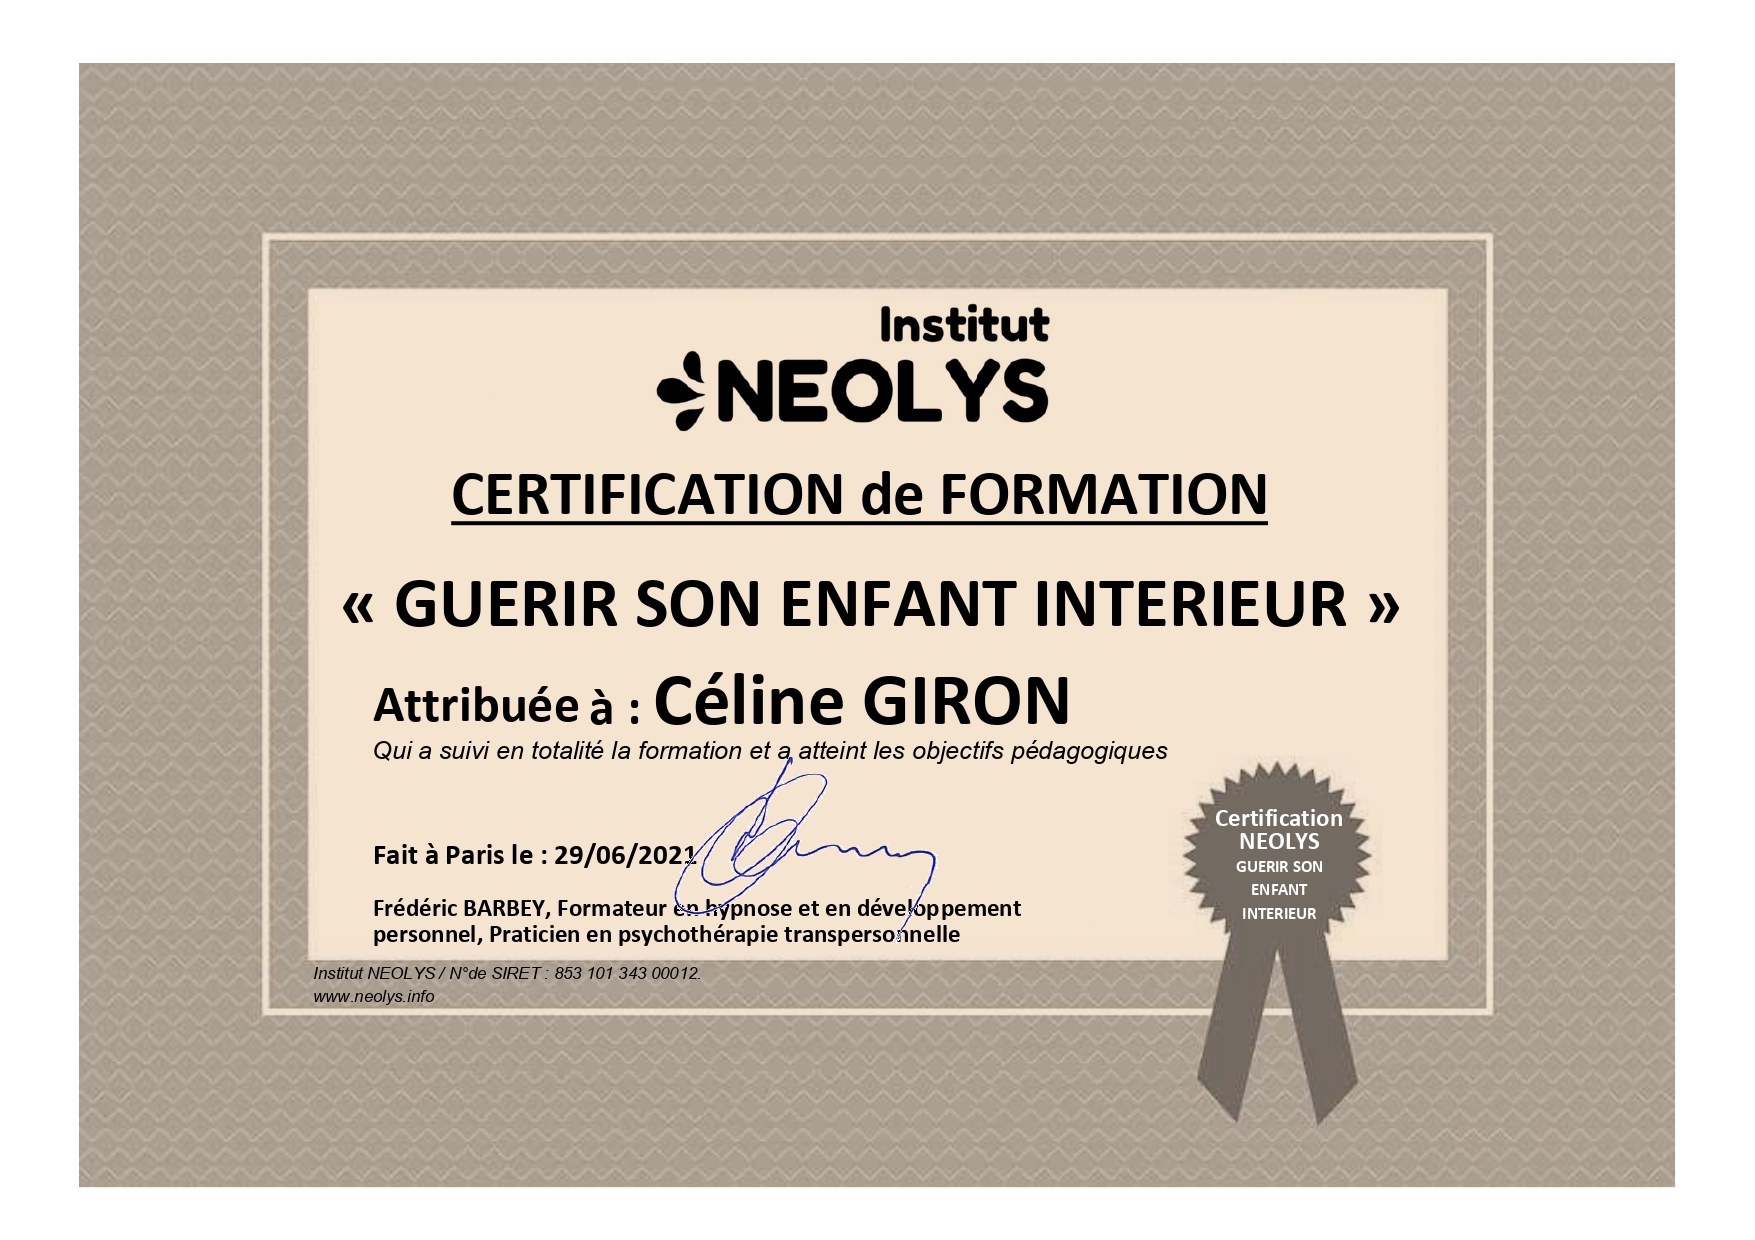 Institut
NEOLYS
CERTIFICATION de FORMATION
« GUERIR SON ENFANT INTERIEUR »
Attribuée à : Céline GIRON
Qui a suivi en totalité la formation et a atteint les objectifs pédagogiques
Fait à Paris le : 29/06/2021
Frédéric BARBEY, Formateur en hypnose et en développement
personnel, Praticien en psychothérapie transpersonnelle
Institut NEOLYS / N°de SIRET : 853 101 343 00012.
www.neolys.info
Certification
NEOLYS
GUERIR SON
ENFANT
INTERIEUR